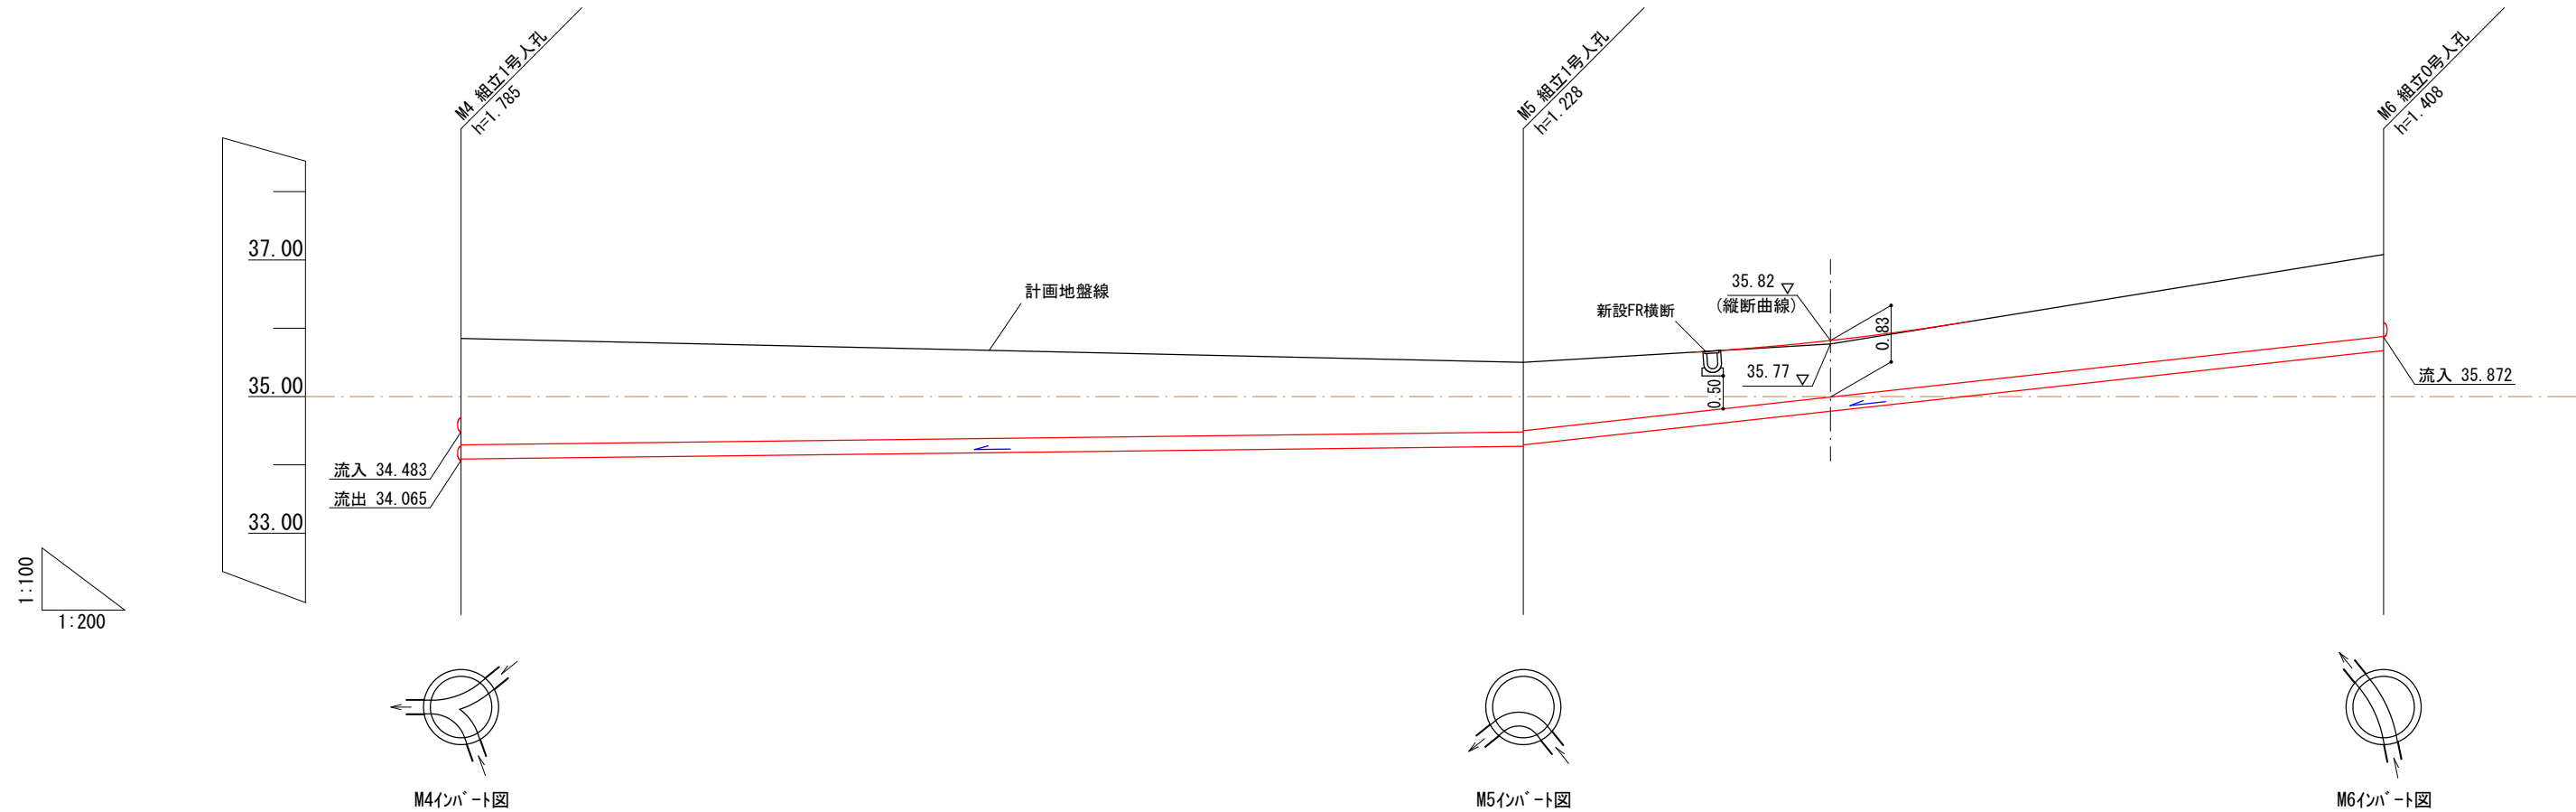 M4 組立1号人孔
h=1.785
M5 組立1号人孔
h=1.228
M6 組立0号人孔
h=1.408
37.00
35.00
33.00
計画地盤線
新設FR横断
35.82
(縦断曲線)
35.77
0.83
0.50
流入 35.872
流入 34.483
流出 34.065
1:100
1:200
M4インバート図
M5インバート図
M6インバート図